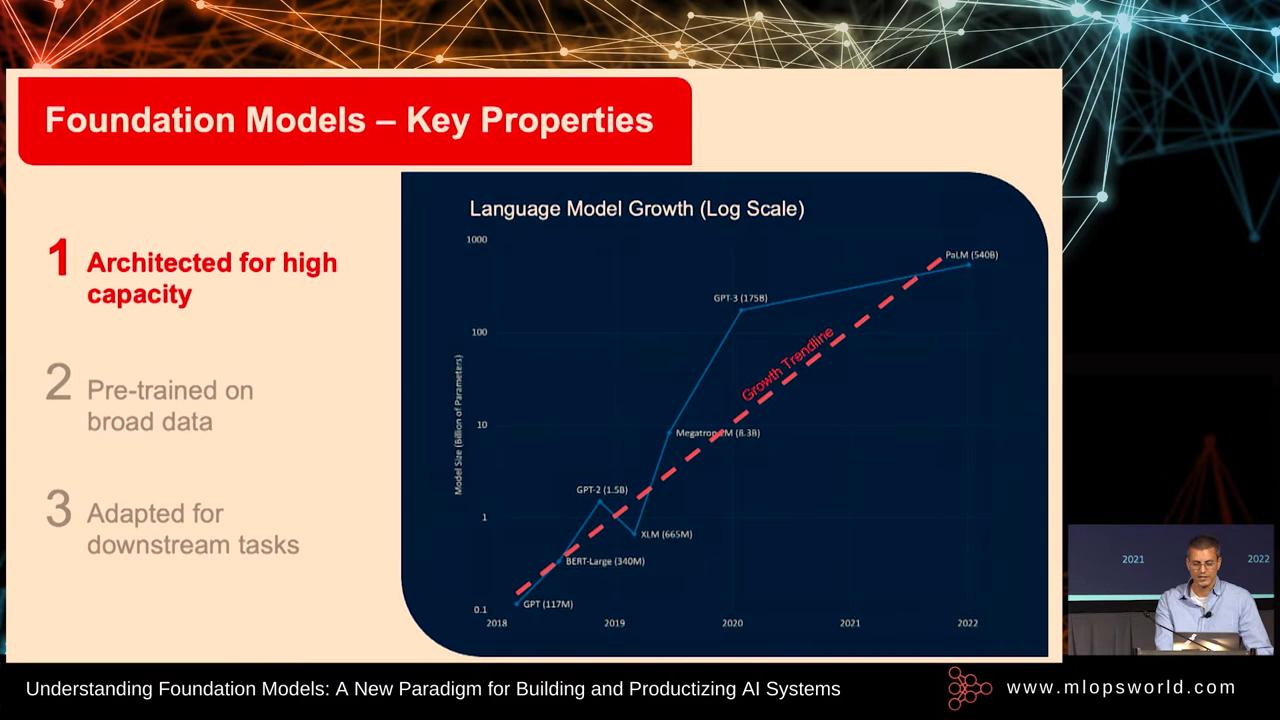 Foundation Models – Key Properties
1 Architected for high
capacity
2 Pre-trained on
broad data
3 Adapted for
downstream tasks
Language Model Growth (Log Scale)
Model Size (Billion of Parameters)
1000
100
10
1
0.1
2018
2019
2020
2021
2022
GPT (117M)
BERT-Large (340M)
GPT-2 (1.5B)
XLM (665M)
(8.3B)
GPT-3 (175B)
PaLM (540B)
Growth Trendline
2021
2022
Understanding Foundation Models: A New Paradigm for Building and Productizing AI Systems
www.mlopsworld.com